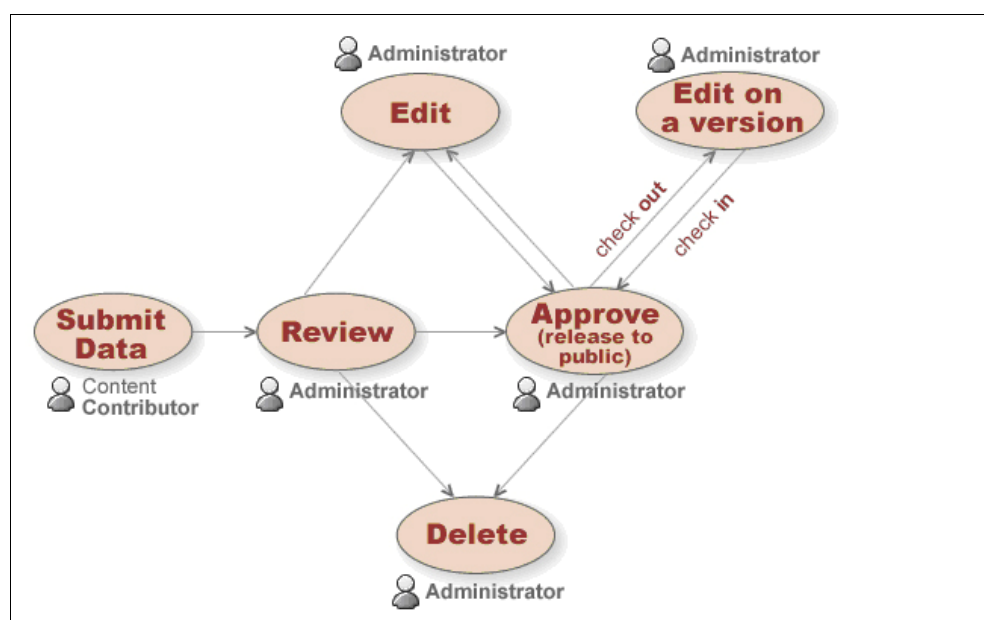 Administrator
Edit
Administrator
Edit on
a version
check out
check in
Submit
Data
Content
Contributor
Review
Administrator
Approve
(release to
public)
Administrator
Delete
Administrator